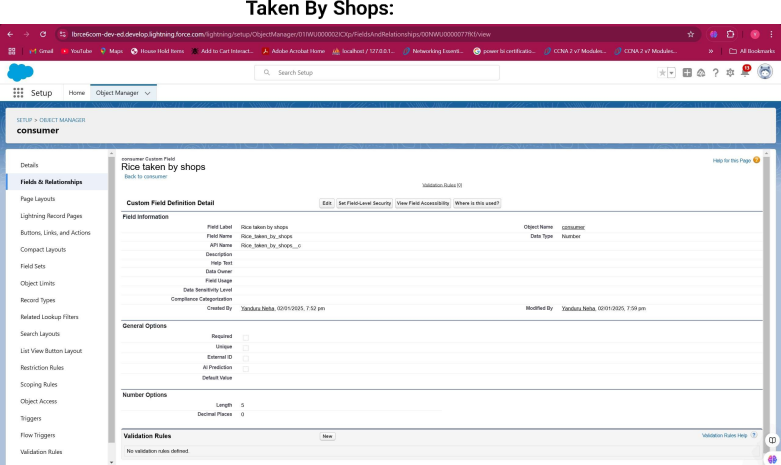 Taken By Shops:
lbrce6com-dev-ed.develop.lightning.force.com/lightning/setup/ObjectManager/01IWU000002ICXp/FieldsAndRelationships/00NWU0000077fKf/view
Gmail YouTube Maps House Hold Items Add to Cart Interact... Adobe Acrobat Home localhost / 127.0.0.1... Networking Essenti... power bi certificatio... CCNA 2 v7 Modules... CCNA 2 v7 Modules... » All Bookmarks
Search Setup
Setup Home Object Manager
SETUP > OBJECT MANAGER
consumer
Details
Fields & Relationships
Page Layouts
Lightning Record Pages
Buttons, Links, and Actions
Compact Layouts
Field Sets
Object Limits
Record Types
Related Lookup Filters
Search Layouts
List View Button Layout
Restriction Rules
Scoping Rules
Object Access
Triggers
Flow Triggers
Validation Rules
consumer Custom Field
Rice taken by shops
Help for this Page
Back to consumer
Validation Rules [0]
Custom Field Definition Detail Edit Set Field-Level Security View Field Accessibility Where is this used?
Field Information
Field Label Rice taken by shops Object Name consumer
Field Name Rice_taken_by_shops Data Type Number
API Name Rice_taken_by_shops__c
Description
Help Text
Data Owner
Field Usage
Data Sensitivity Level
Compliance Categorization
Created By Yanduru Neha, 02/01/2025, 7:52 pm Modified By Yanduru Neha, 02/01/2025, 7:59 pm
General Options
Required
Unique
External ID
AI Prediction
Default Value
Number Options
Length 5
Decimal Places 0
Validation Rules New Validation Rules Help ?
No validation rules defined.